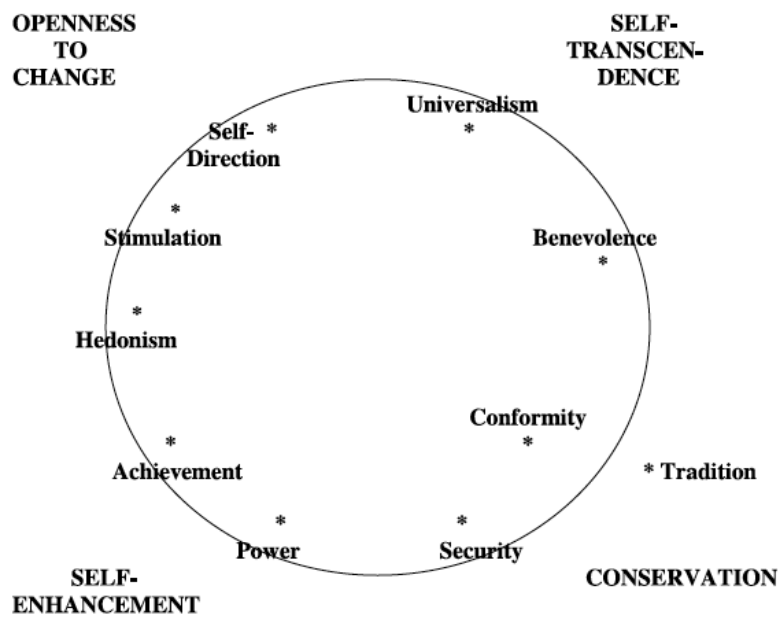 OPENNESS
TO
CHANGE
SELF-
TRANSCEN-
DENCE
Universalism
*
Self- *
Direction
*
Stimulation
Benevolence
*
*
Hedonism
Conformity
*
*
Achievement
* Tradition
*
Power
*
Security
SELF-
ENHANCEMENT
CONSERVATION